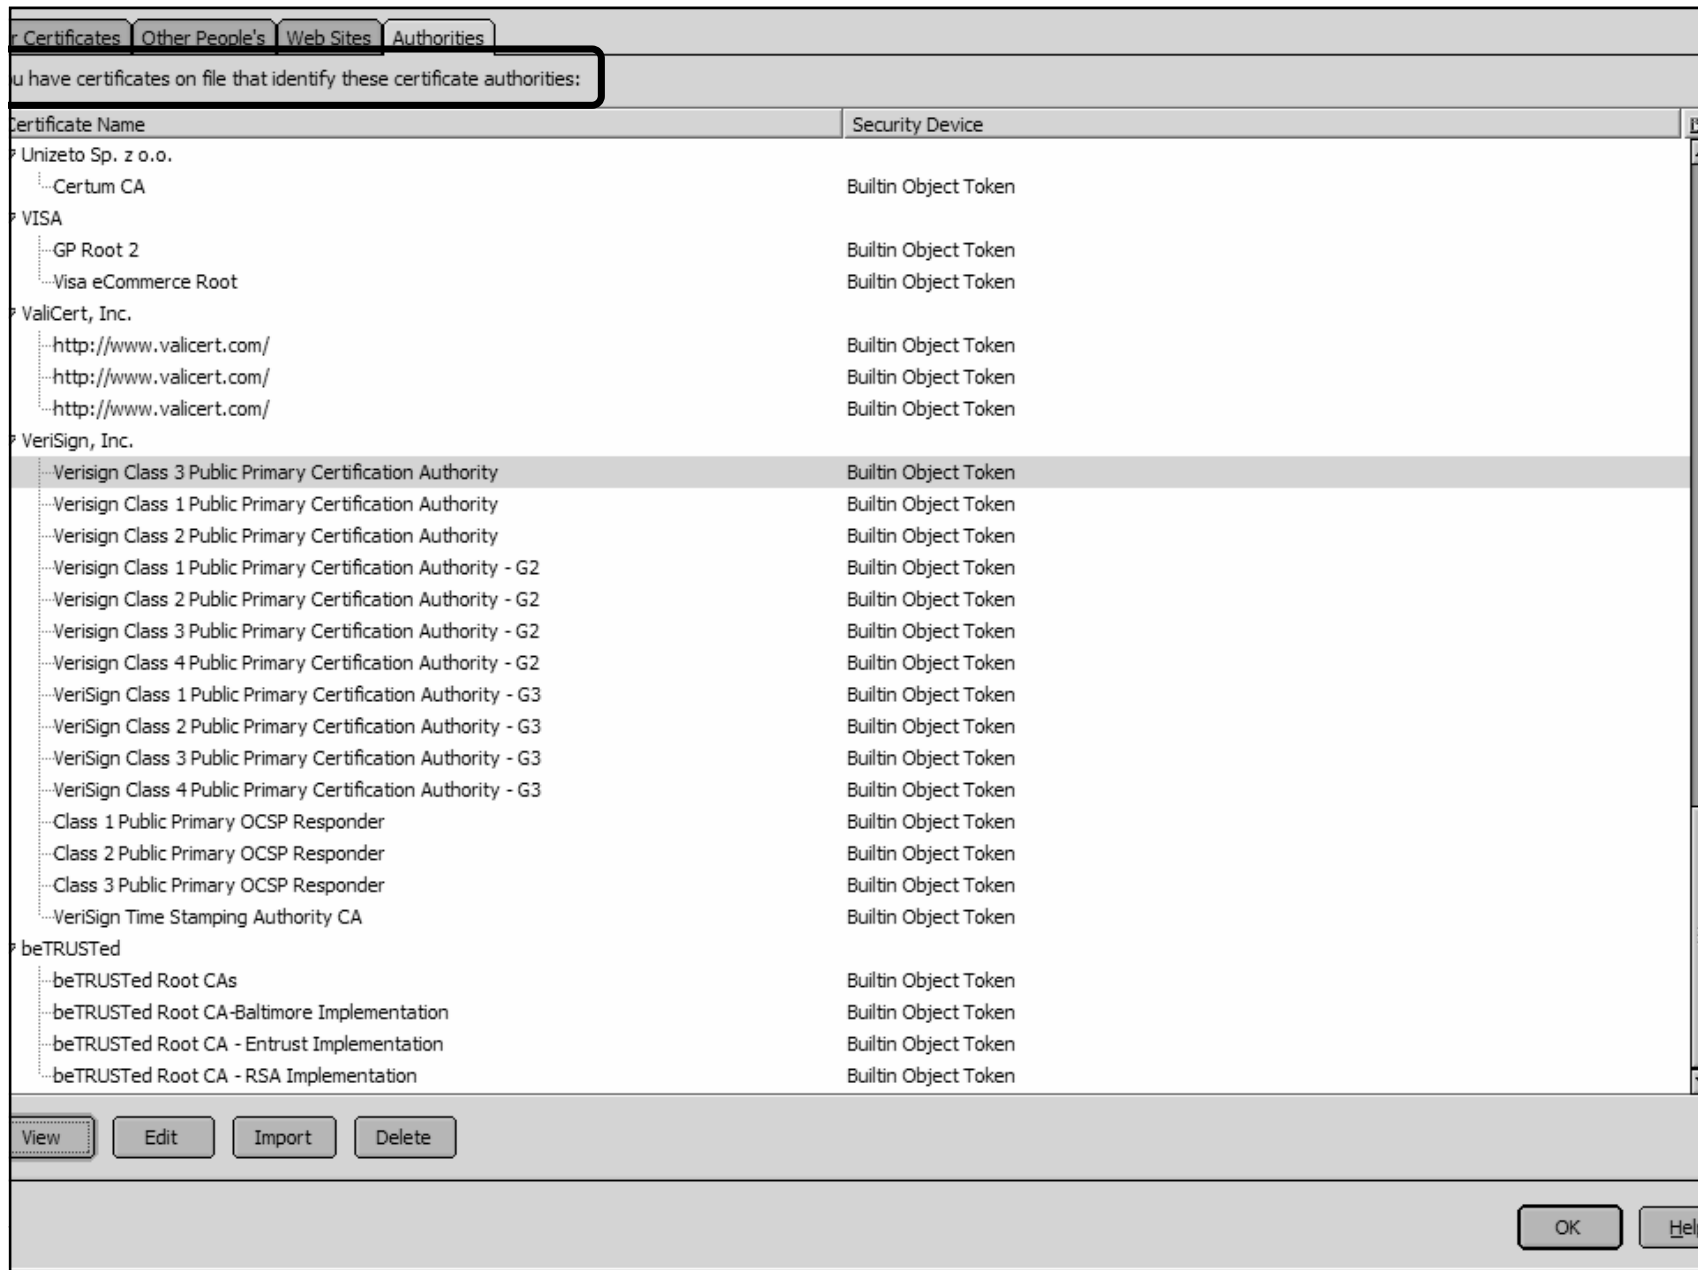 r Certificates Other People's Web Sites Authorities
u have certificates on file that identify these certificate authorities:
Certificate Name Security Device
Unizeto Sp. z o.o.
Certum CA Builtin Object Token
VISA
GP Root 2 Builtin Object Token
Visa eCommerce Root Builtin Object Token
ValiCert, Inc.
http://www.valicert.com/ Builtin Object Token
http://www.valicert.com/ Builtin Object Token
http://www.valicert.com/ Builtin Object Token
VeriSign, Inc.
Verisign Class 3 Public Primary Certification Authority Builtin Object Token
Verisign Class 1 Public Primary Certification Authority Builtin Object Token
Verisign Class 2 Public Primary Certification Authority Builtin Object Token
Verisign Class 1 Public Primary Certification Authority - G2 Builtin Object Token
Verisign Class 2 Public Primary Certification Authority - G2 Builtin Object Token
Verisign Class 3 Public Primary Certification Authority - G2 Builtin Object Token
Verisign Class 4 Public Primary Certification Authority - G2 Builtin Object Token
VeriSign Class 1 Public Primary Certification Authority - G3 Builtin Object Token
VeriSign Class 2 Public Primary Certification Authority - G3 Builtin Object Token
VeriSign Class 3 Public Primary Certification Authority - G3 Builtin Object Token
VeriSign Class 4 Public Primary Certification Authority - G3 Builtin Object Token
Class 1 Public Primary OCSP Responder Builtin Object Token
Class 2 Public Primary OCSP Responder Builtin Object Token
Class 3 Public Primary OCSP Responder Builtin Object Token
VeriSign Time Stamping Authority CA Builtin Object Token
beTRUSTed
beTRUSTed Root CAs Builtin Object Token
beTRUSTed Root CA-Baltimore Implementation Builtin Object Token
beTRUSTed Root CA - Entrust Implementation Builtin Object Token
beTRUSTed Root CA - RSA Implementation Builtin Object Token
View Edit Import Delete
OK Hel